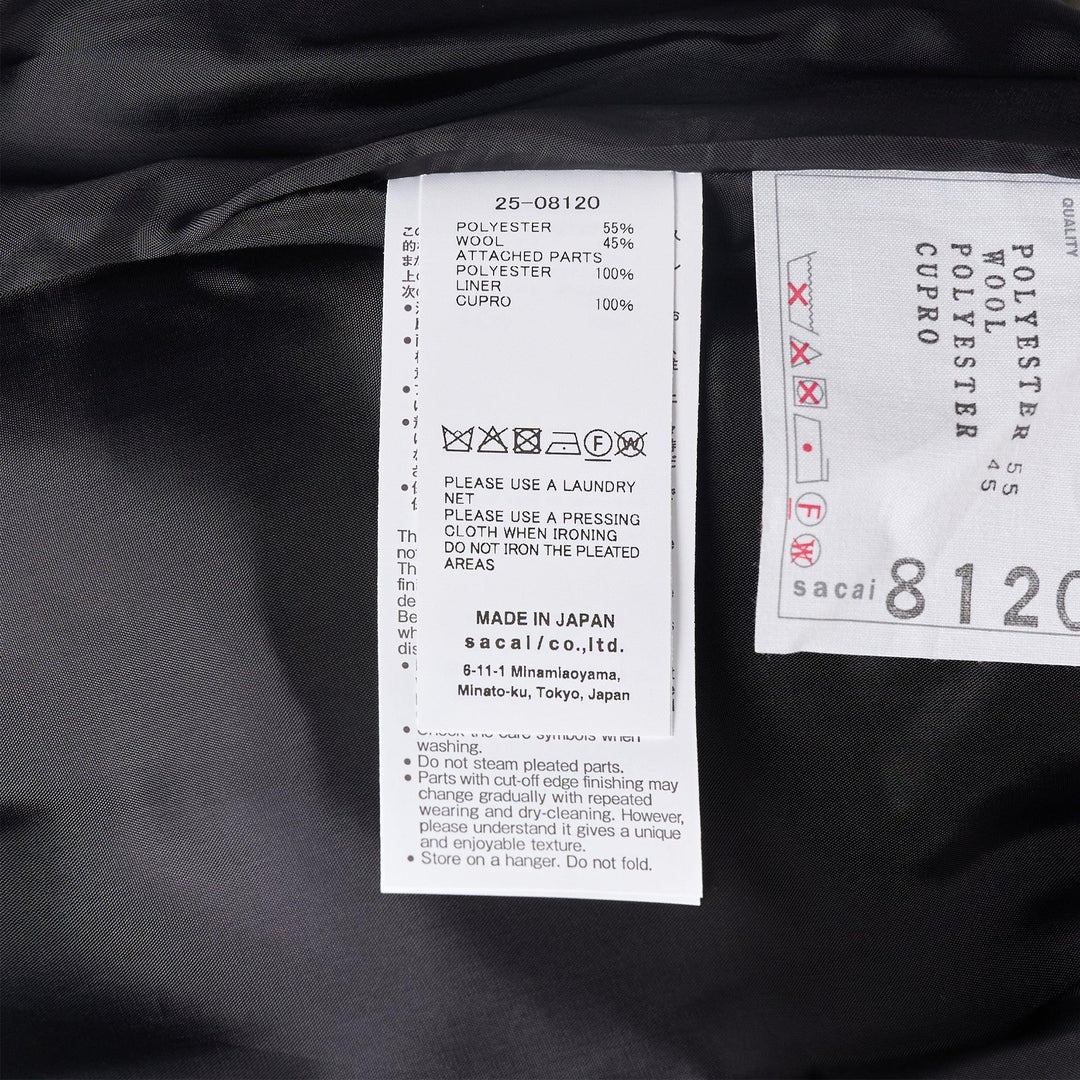 25-08120
POLYESTER 55%
WOOL 45%
ATTACHED PARTS
POLYESTER 100%
LINER
CUPRO 100%
F
W
PLEASE USE A LAUNDRY
NET
PLEASE USE A PRESSING
CLOTH WHEN IRONING
DO NOT IRON THE PLEATED
AREAS
MADE IN JAPAN
sacai/co.,ltd.
6-11-1 Minamiaoyama,
Minato-ku, Tokyo, Japan
washing.
• Do not steam pleated parts.
• Parts with cut-off edge finishing may
change gradually with repeated
wearing and dry-cleaning. However,
please understand it gives a unique
and enjoyable texture.
• Store on a hanger. Do not fold.
QUALITY
POLYESTER 55
WOOL 45
POLYESTER
CUPRO
F
W
sacai 8120